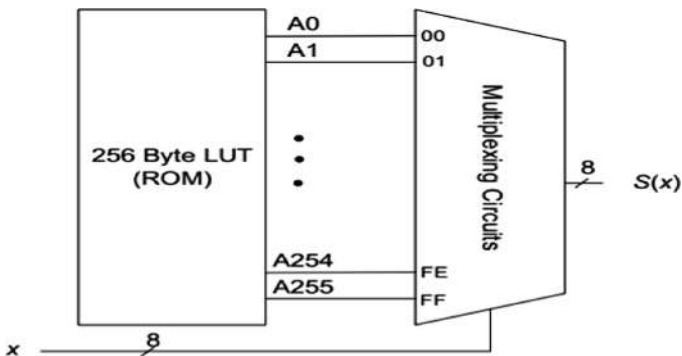 A0
00
A1
01
256 Byte LUT
(ROM)
Multiplexing Circuits
8
S(x)
A254
FE
A255
FF
x
8